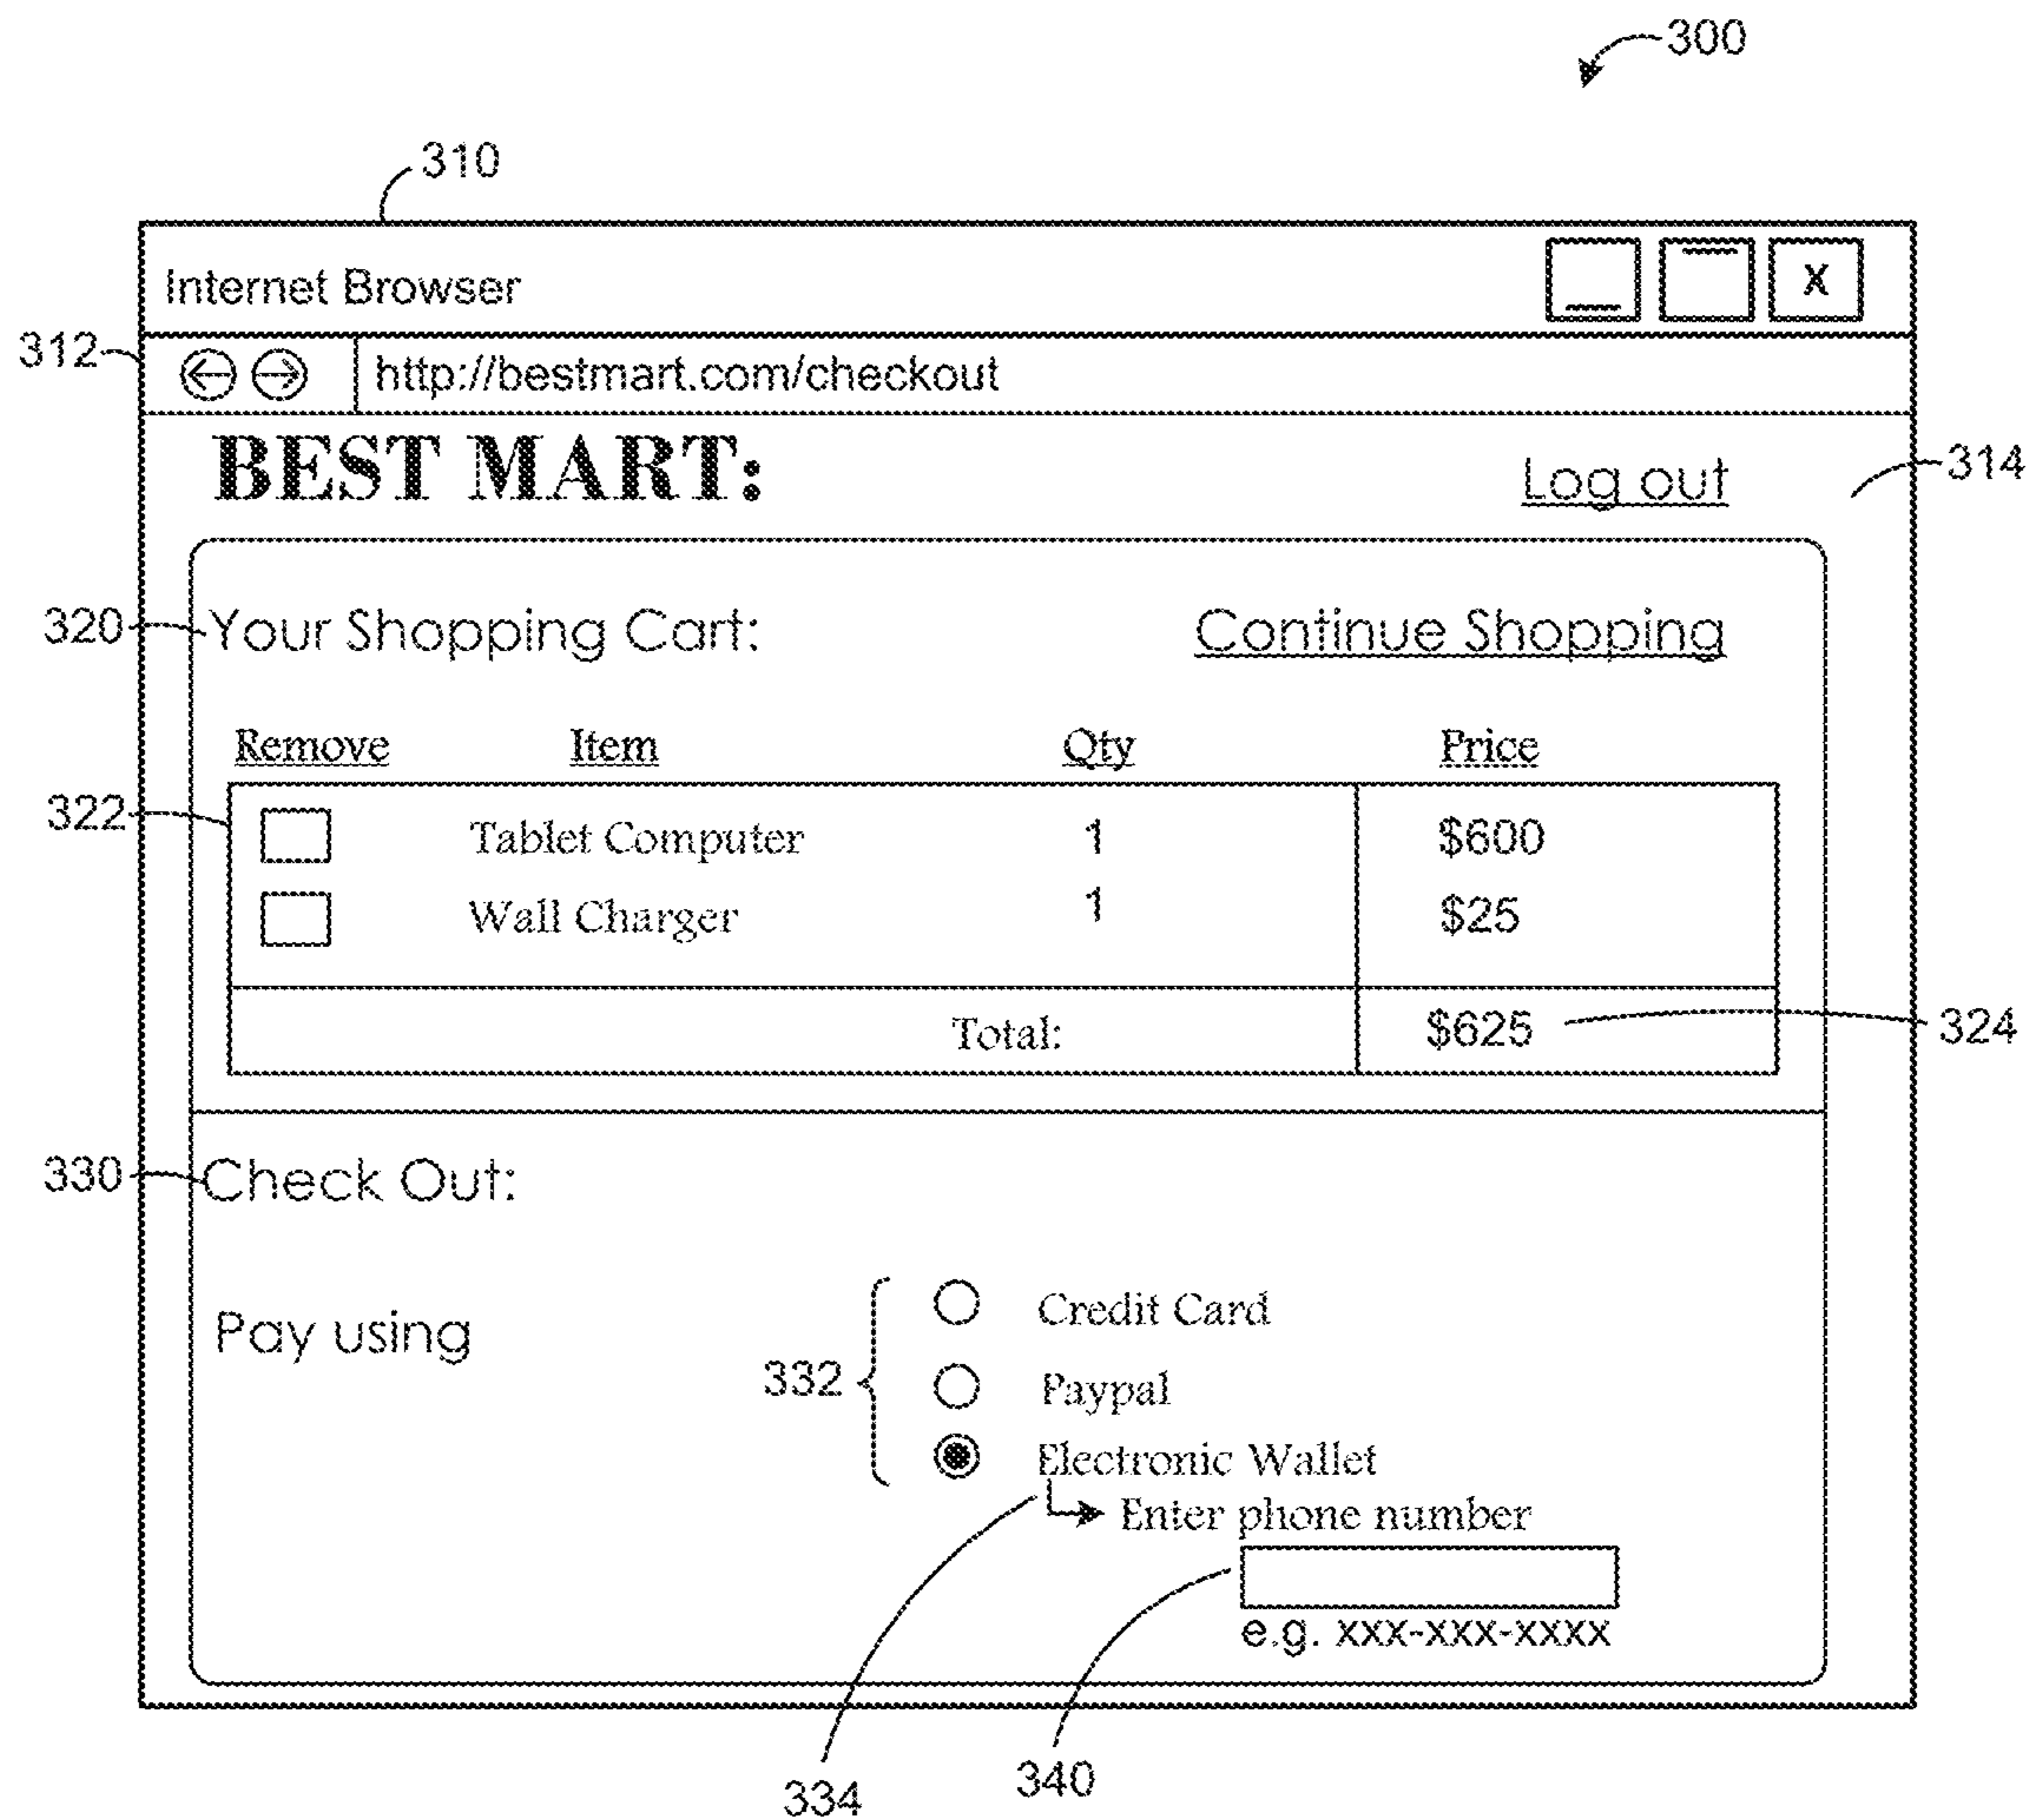 300
310
Internet Browser X
312 http://bestmart.com/checkout
BEST MART: Log out 314
320 Your Shopping Cart: Continue Shopping
Remove Item Qty Price
322 Tablet Computer 1 $600
Wall Charger 1 $25
Total: $625 324
330 Check Out:
Credit Card
Pay using
332 Paypal
Electronic Wallet
Enter phone number
e.g. xxx-xxx-xxxx
334 340